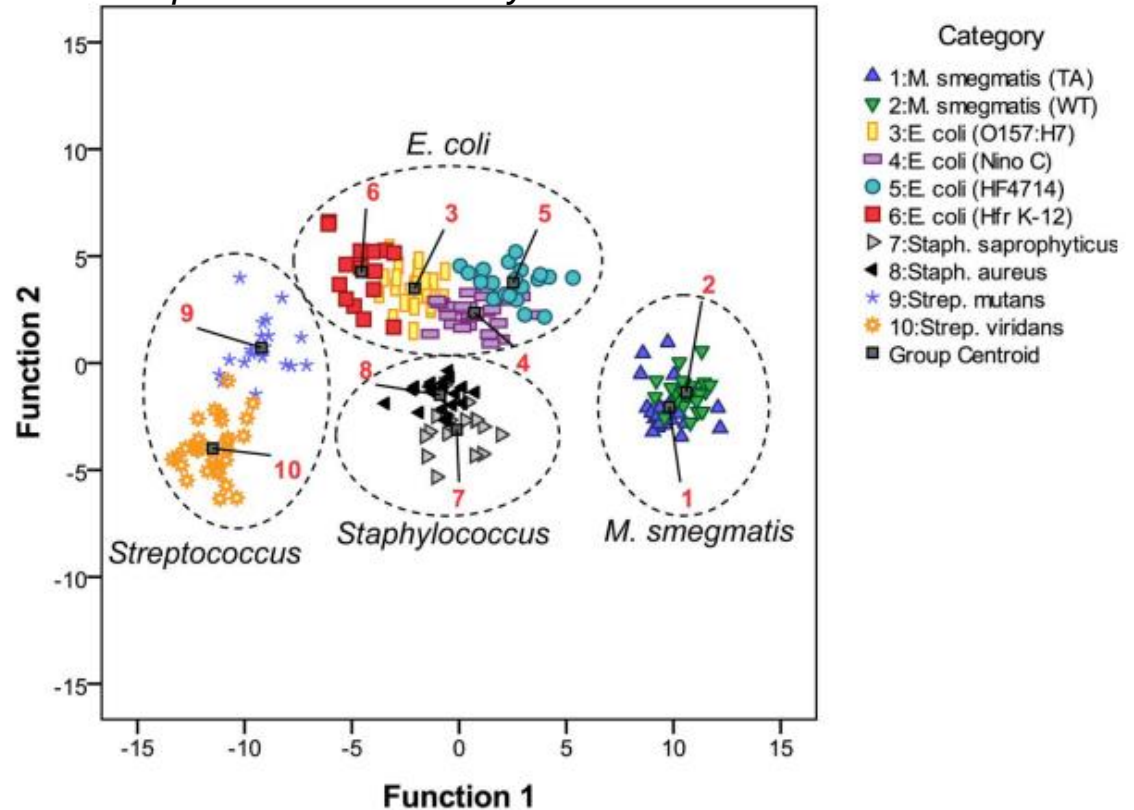 15
10
5
0
-5
-10
-15
-15
-10
-5
0
5
10
15
Function 2
Function 1
E. coli
6
3
5
4
9
10
Streptococcus
8
7
Staphylococcus
2
1
M. smegmatis
Category
1:M. smegmatis (TA)
2:M. smegmatis (WT)
3:E. coli (O157:H7)
4:E. coli (Nino C)
5:E. coli (HF4714)
6:E. coli (Hfr K-12)
7:Staph. saprophyticus
8:Staph. aureus
9:Strep. mutans
10:Strep. viridans
Group Centroid